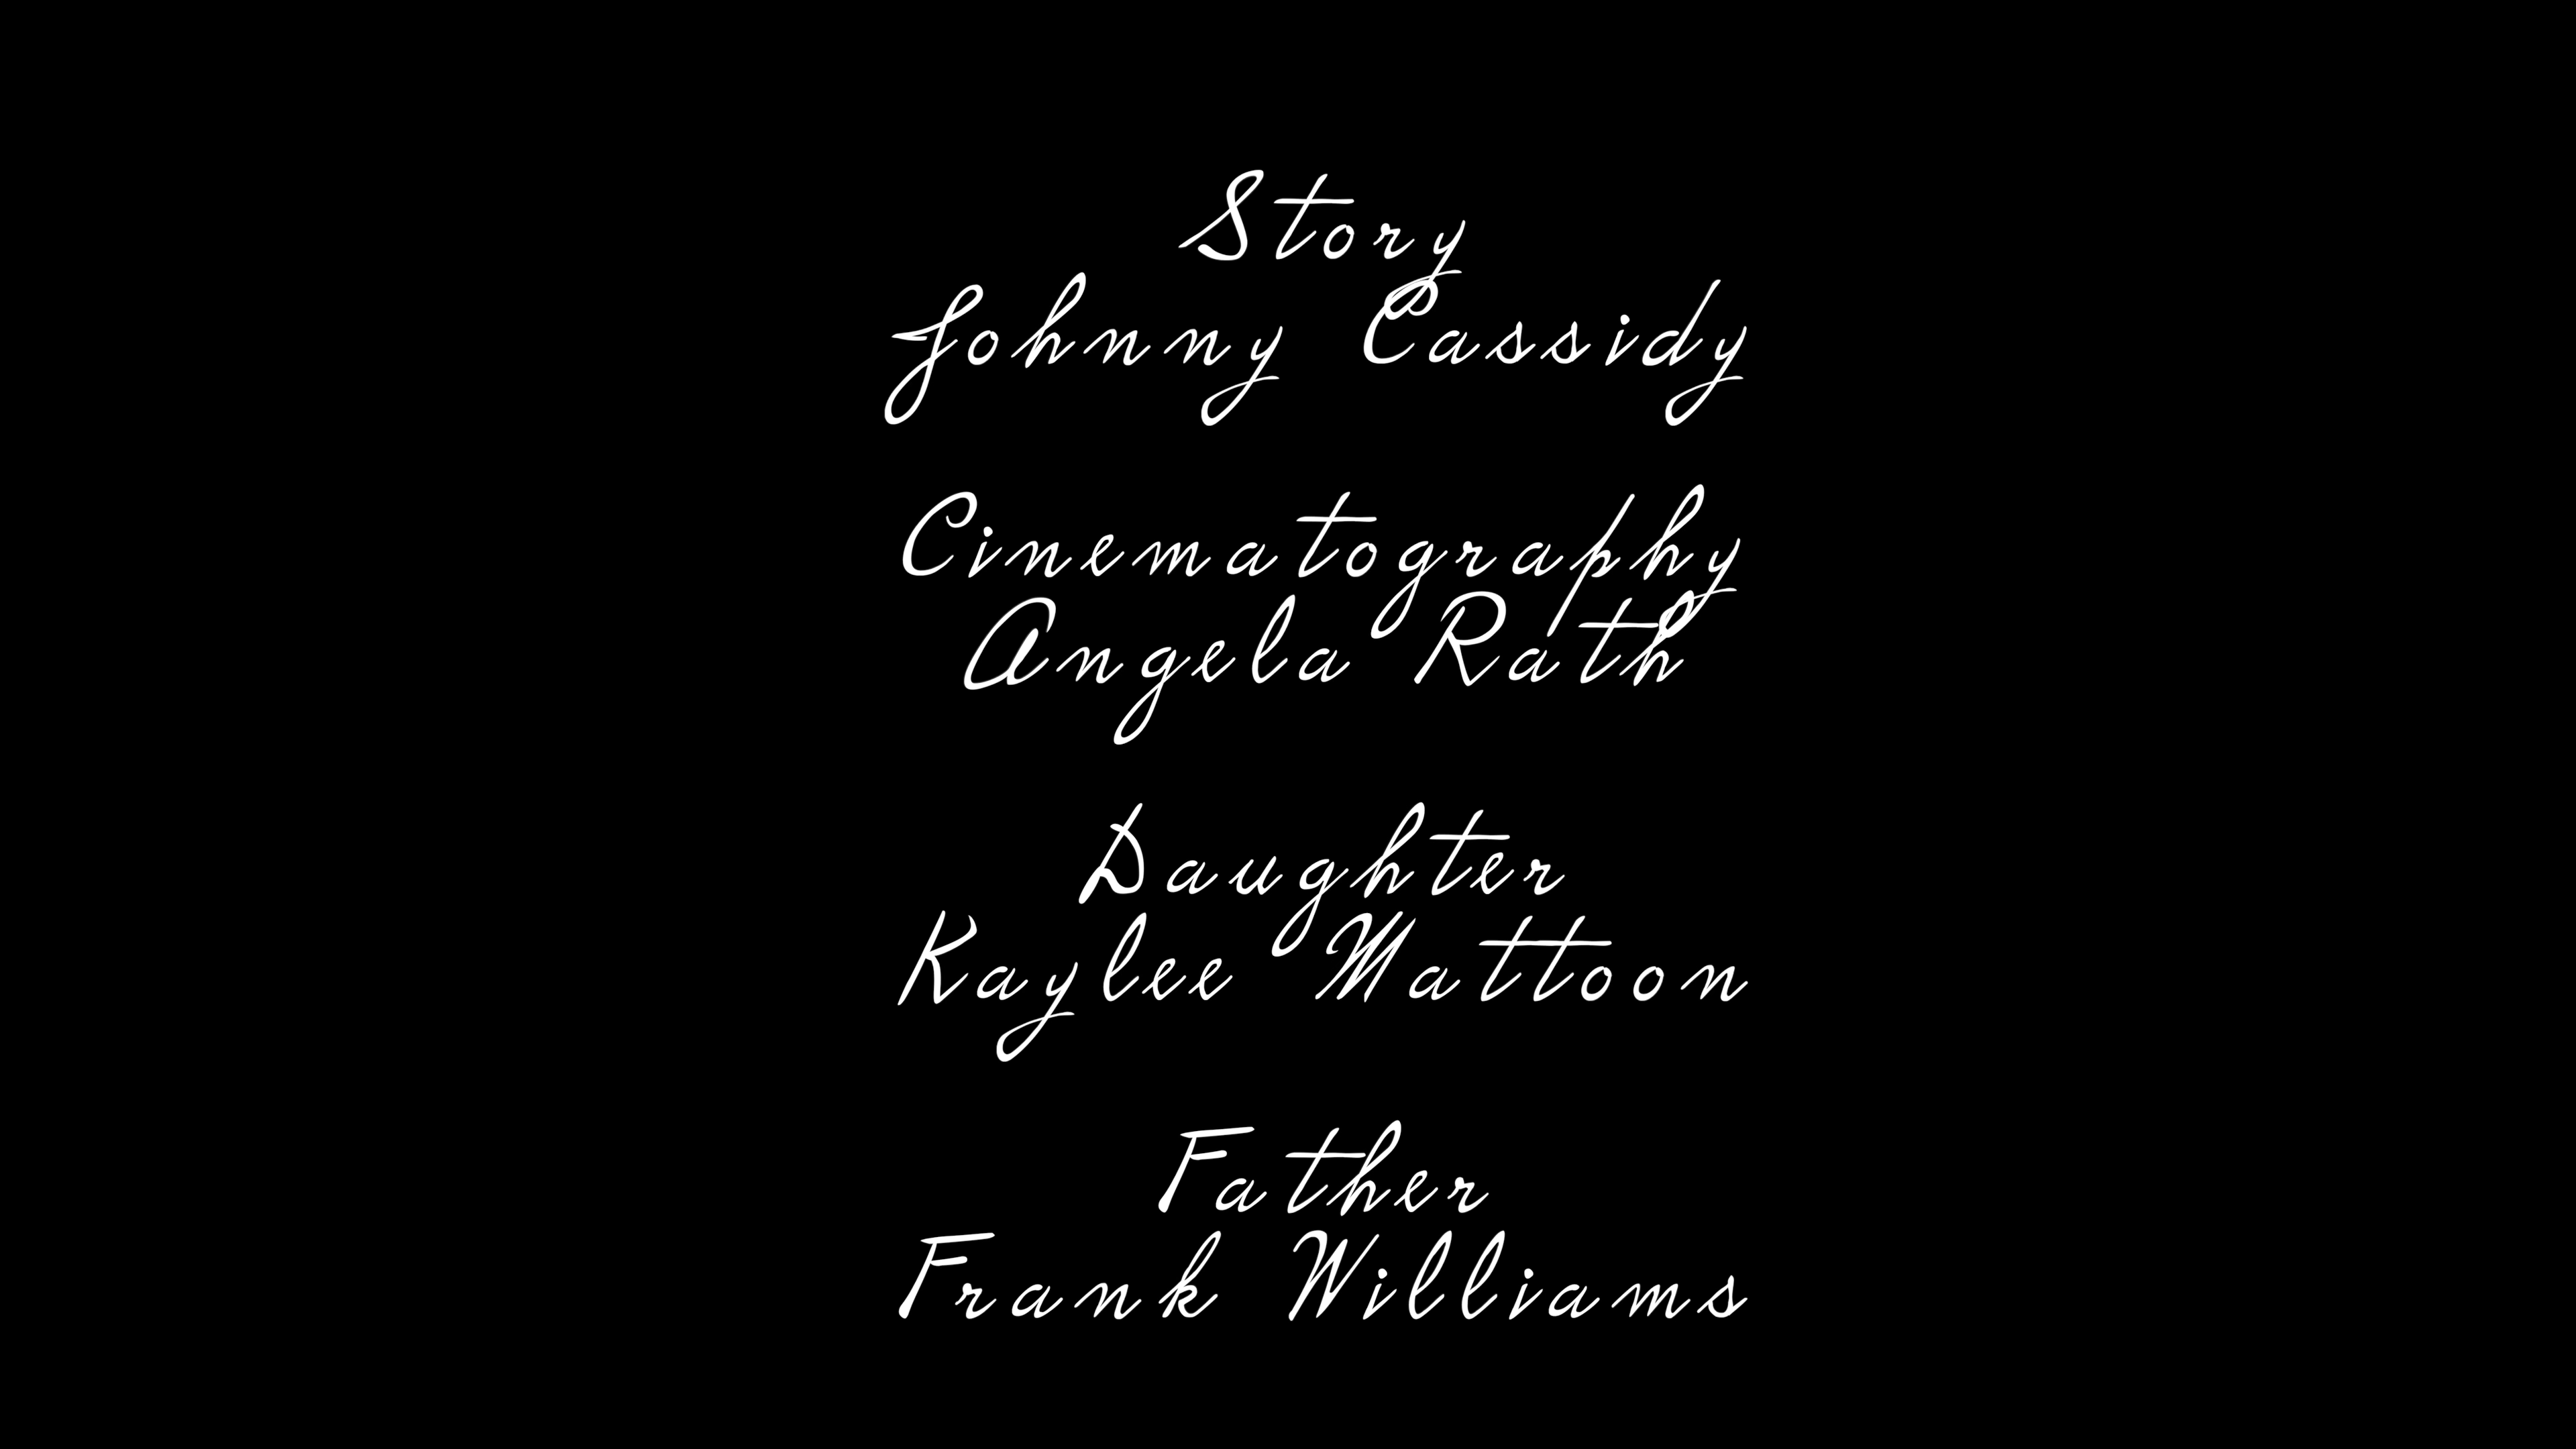 Story
Johnny Cassidy
Cinematography
Angela Rath
Daughter
Kaylee Mattoon
Father
Frank Williams